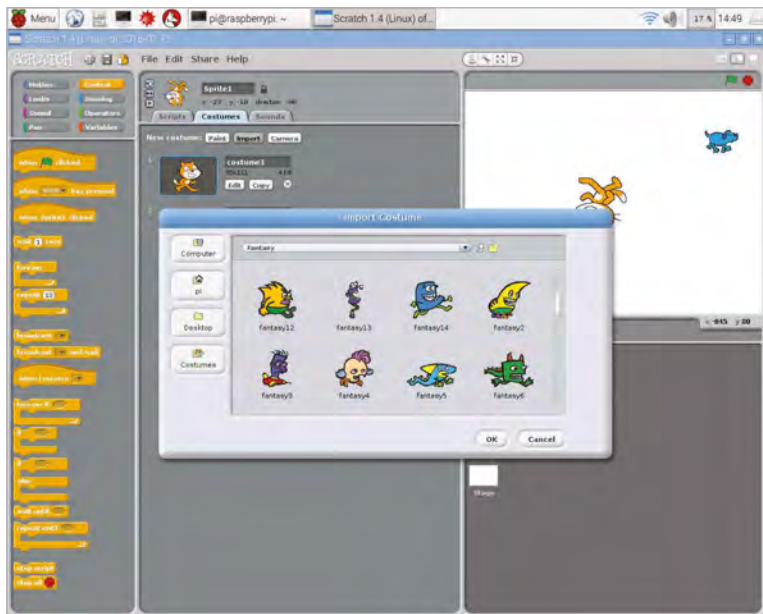 Menu pi@raspberrypi: ~ Scratch 1.4 (Linux) of... 17 % 14:49
SCRATCH File Edit Share Help
Motion Control
Looks Sensing
Sound Operators
Pen Variables
Sprite1
Scripts Costumes Sounds
New costume: Paint Import Camera
costume1
Edit Copy
when clicked
when key pressed
when Sprite1 clicked
wait 1 secs
forever
repeat 10
broadcast
broadcast and wait
when I receive
forever if
if
if
else
wait until
repeat until
stop script
stop all
Import Costume
Computer
pi
Desktop
Costumes
Fantasy
fantasy12 fantasy13 fantasy14 fantasy2
fantasy3 fantasy4 fantasy5 fantasy6
OK Cancel
Stage